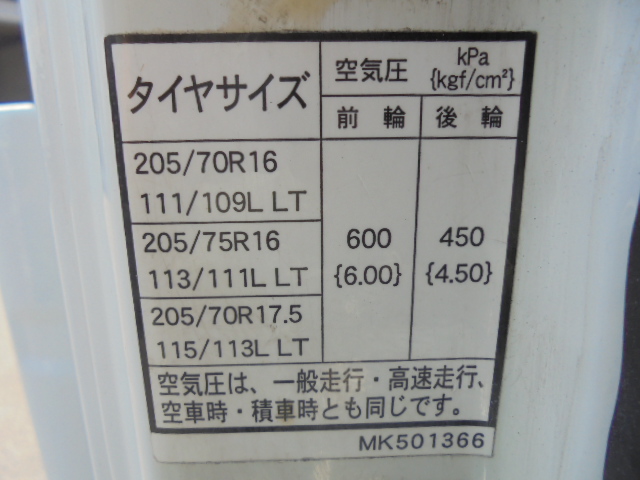 タイヤサイズ
空気圧
kPa
{kgf/cm²}
前輪
後輪
205/70R16
111/109L LT
205/75R16
113/111L LT
205/70R17.5
115/113L LT
600
{6.00}
450
{4.50}
空気圧は、一般走行・高速走行、
空車時・積車時とも同じです。
MK501366